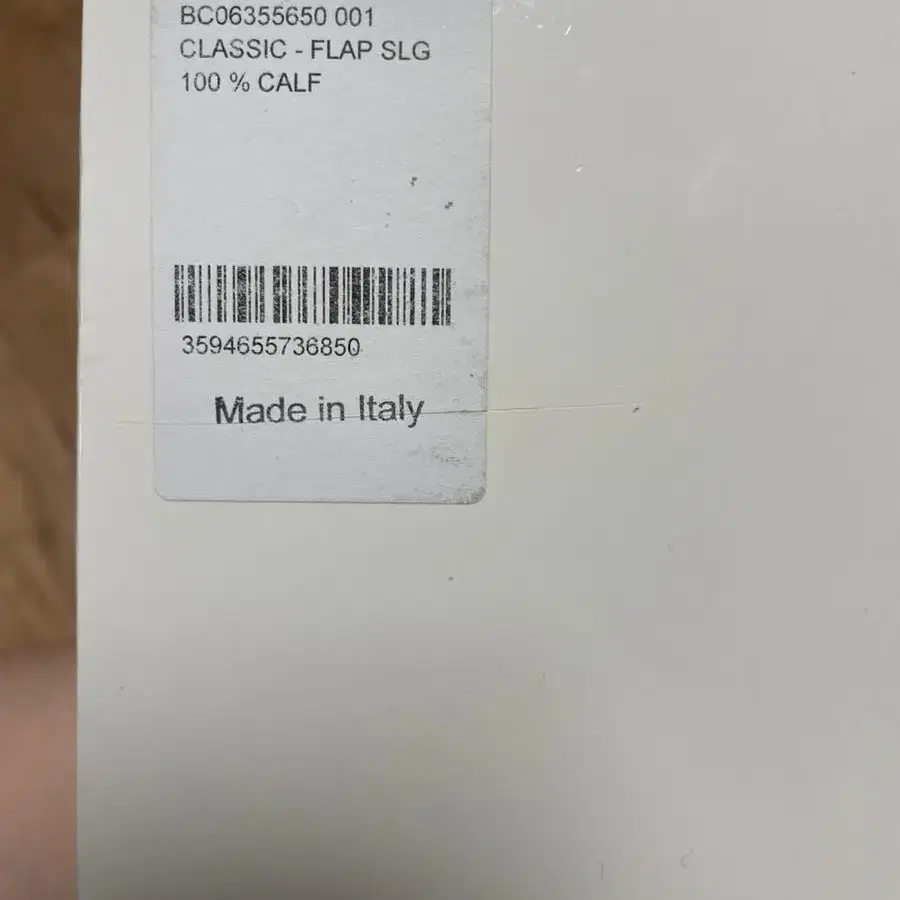 BC06355650 001
CLASSIC - FLAP SLG
100 % CALF
3594655736850
Made in Italy